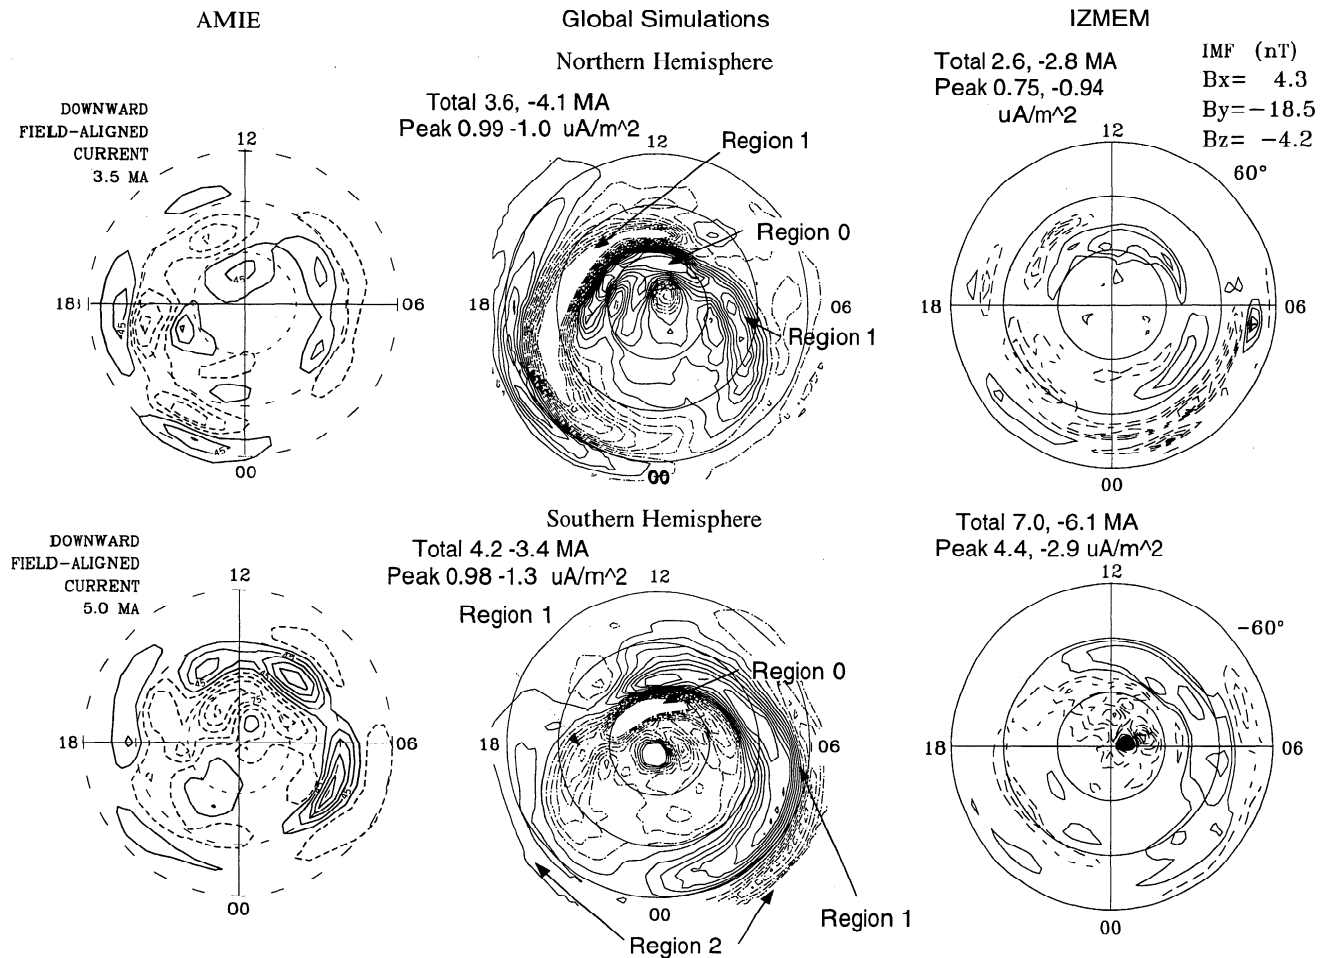 AMIE
Global Simulations
IZMEM
Northern Hemisphere
Total 3.6, -4.1 MA
Peak 0.99 -1.0 uA/m^2
Total 2.6, -2.8 MA
Peak 0.75, -0.94
uA/m^2
IMF (nT)
Bx= 4.3
By=-18.5
Bz= -4.2
60°
DOWNWARD
FIELD-ALIGNED
CURRENT
3.5 MA
12
18
06
00
45
45
45
12
18
06
00
Region 1
Region 0
Region 1
12
18
06
00
Southern Hemisphere
Total 4.2 -3.4 MA
Peak 0.98 -1.3 uA/m^2
Total 7.0, -6.1 MA
Peak 4.4, -2.9 uA/m^2
DOWNWARD
FIELD-ALIGNED
CURRENT
5.0 MA
12
18
06
00
45
45
45
12
18
06
00
Region 1
Region 0
Region 1
Region 2
12
-60°
18
06
00